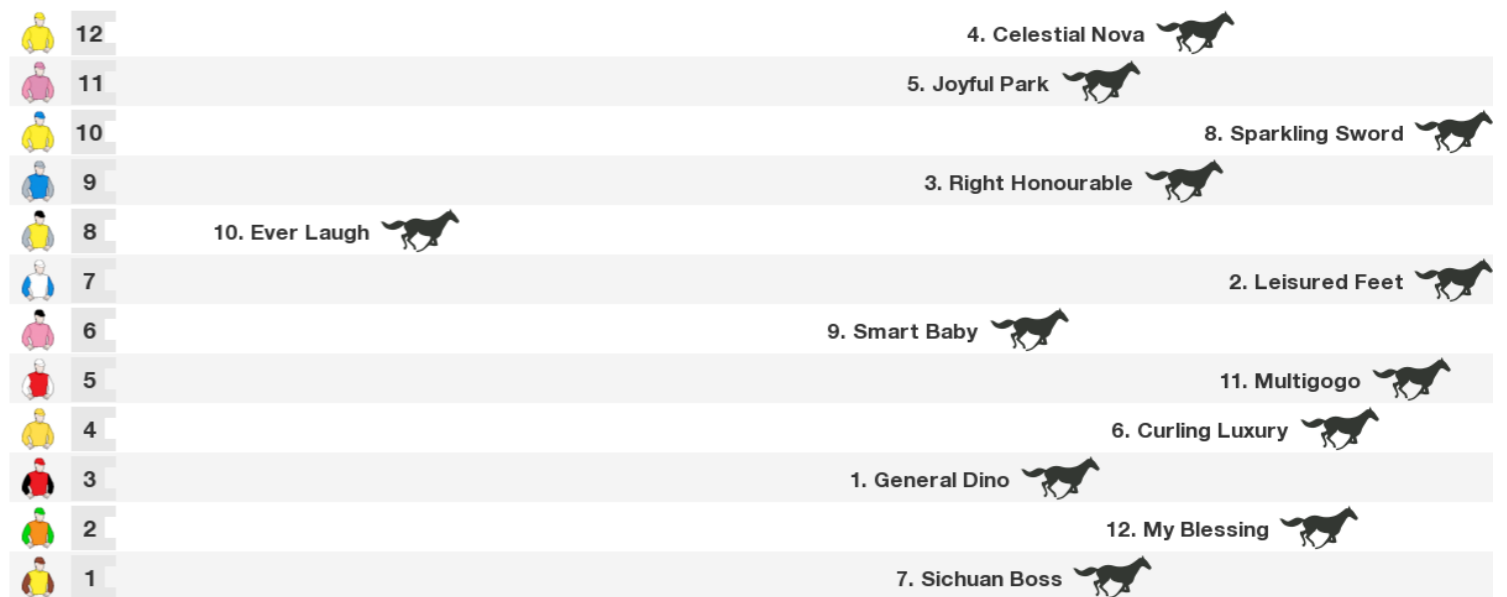 12 4. Celestial Nova
11 5. Joyful Park
10 8. Sparkling Sword
9 3. Right Honourable
8 10. Ever Laugh
7 2. Leisured Feet
6 9. Smart Baby
5 11. Multigogo
4 6. Curling Luxury
3 1. General Dino
2 12. My Blessing
1 7. Sichuan Boss